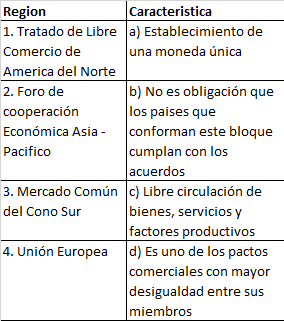 Region
Caracteristica
1. Tratado de Libre
Comercio de
America del Norte
a) Establecimiento de
una moneda única
2. Foro de
cooperación
Económica Asia -
Pacifico
b) No es obligación que
los paises que
conforman este bloque
cumplan con los
acuerdos
3. Mercado Común
del Cono Sur
c) Libre circulación de
bienes, servicios y
factores productivos
4. Unión Europea
d) Es uno de los pactos
comerciales con mayor
desigualdad entre sus
miembros